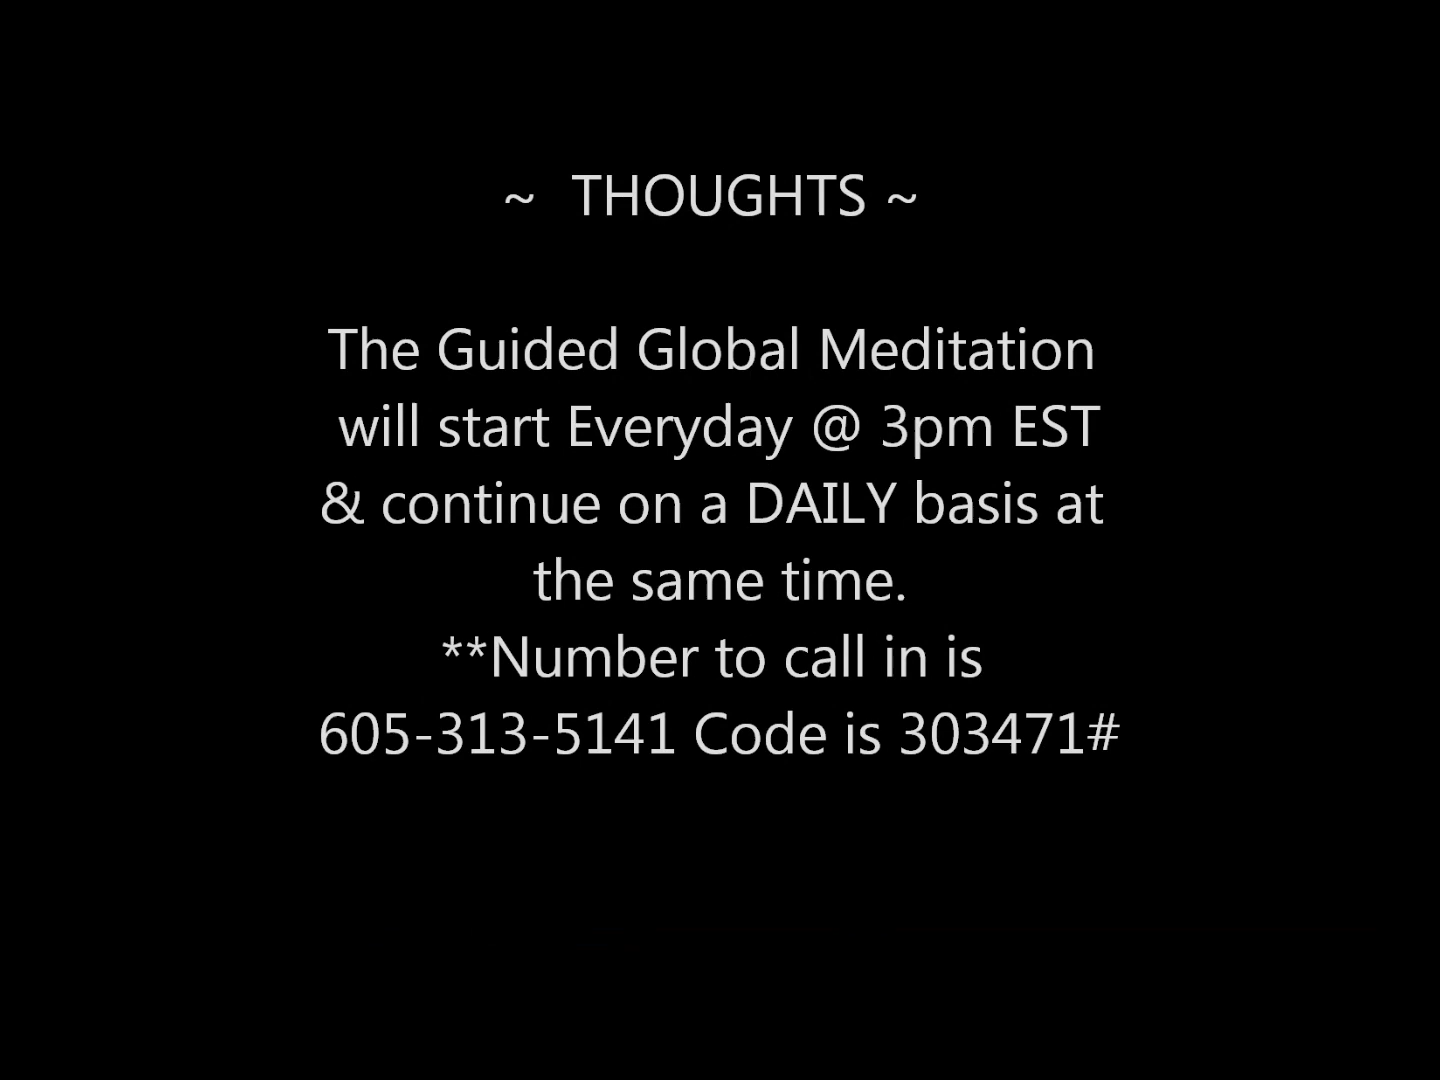 ~ THOUGHTS ~
The Guided Global Meditation
will start Everyday @ 3pm EST
& continue on a DAILY basis at
the same time.
**Number to call in is
605-313-5141 Code is 303471#